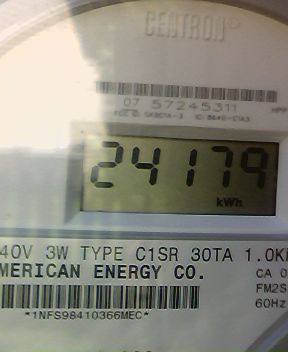 CENTRON®
07 57245311
24179
kWh
40V 3W TYPE C1SR 30TA 1.0K
MERICAN ENERGY CO.
CA 0
FM2S
60Hz
*1NFS98410366MEC*